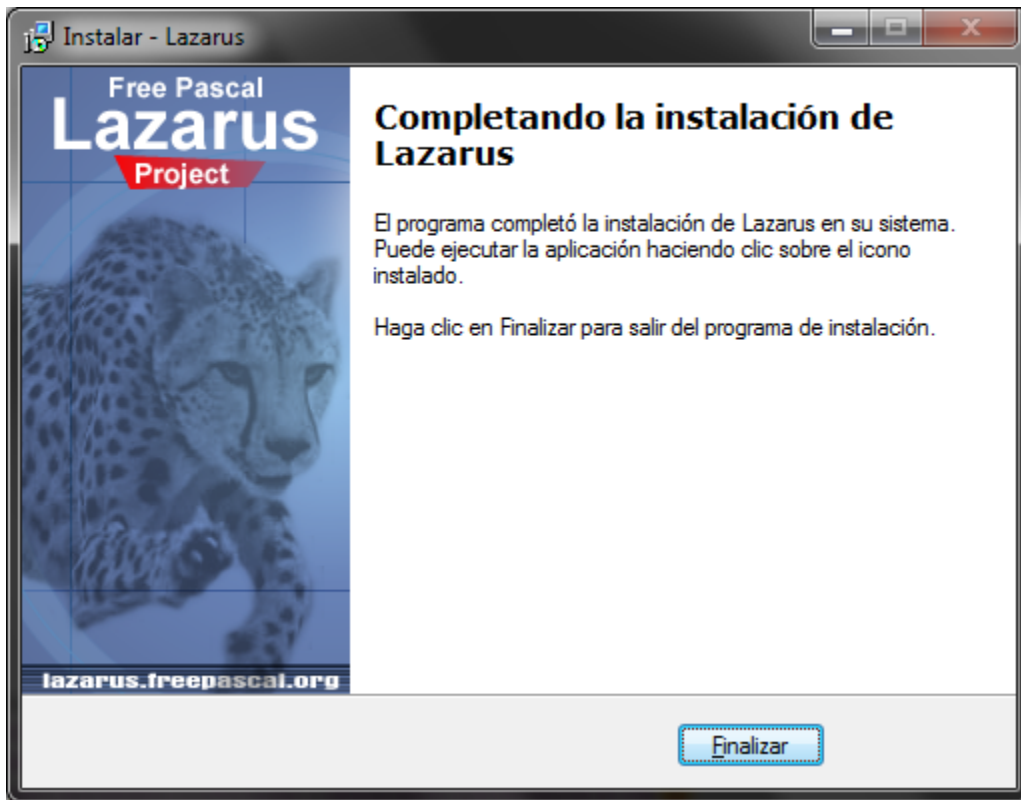 Instalar - Lazarus
Free Pascal
Lazarus
Project
lazarus.freepascal.org
Completando la instalación de
Lazarus
El programa completó la instalación de Lazarus en su sistema.
Puede ejecutar la aplicación haciendo clic sobre el icono
instalado.
Haga clic en Finalizar para salir del programa de instalación.
Finalizar